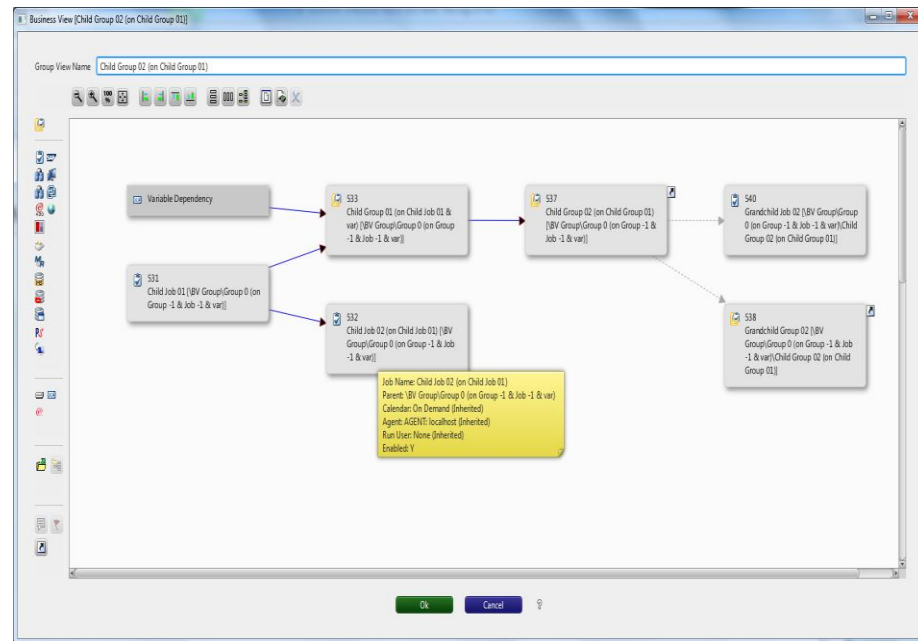 Business View [Child Group 02 (on Child Group 01)]
Group View Name
Child Group 02 (on Child Group 01)
100
%
Variable Dependency
533
Child Group 01 (on Child Job 01 &
var) [\BV Group\Group 0 (on Group
-1 & Job -1 & var)]
537
Child Group 02 (on Child Group 01)
[\BV Group\Group 0 (on Group -1 &
Job -1 & var)]
540
Grandchild Job 02 [\BV Group\Group
0 (on Group -1 & Job -1 & var)\Child
Group 02 (on Child Group 01)]
531
Child Job 01 [\BV Group\Group 0 (on
Group -1 & Job -1 & var)]
532
Child Job 02 (on Child Job 01) [\BV
Group\Group 0 (on Group -1 & Job
-1 & var)]
538
Grandchild Group 02 [\BV
Group\Group 0 (on Group -1 & Job
-1 & var)\Child Group 02 (on Child
Group 01)]
Job Name: Child Job 02 (on Child Job 01)
Parent: \BV Group\Group 0 (on Group -1 & Job -1 & var)
Calendar: On Demand (Inherited)
Agent: AGENT: localhost (Inherited)
Run User: None (Inherited)
Enabled: Y
Ok
Cancel
?